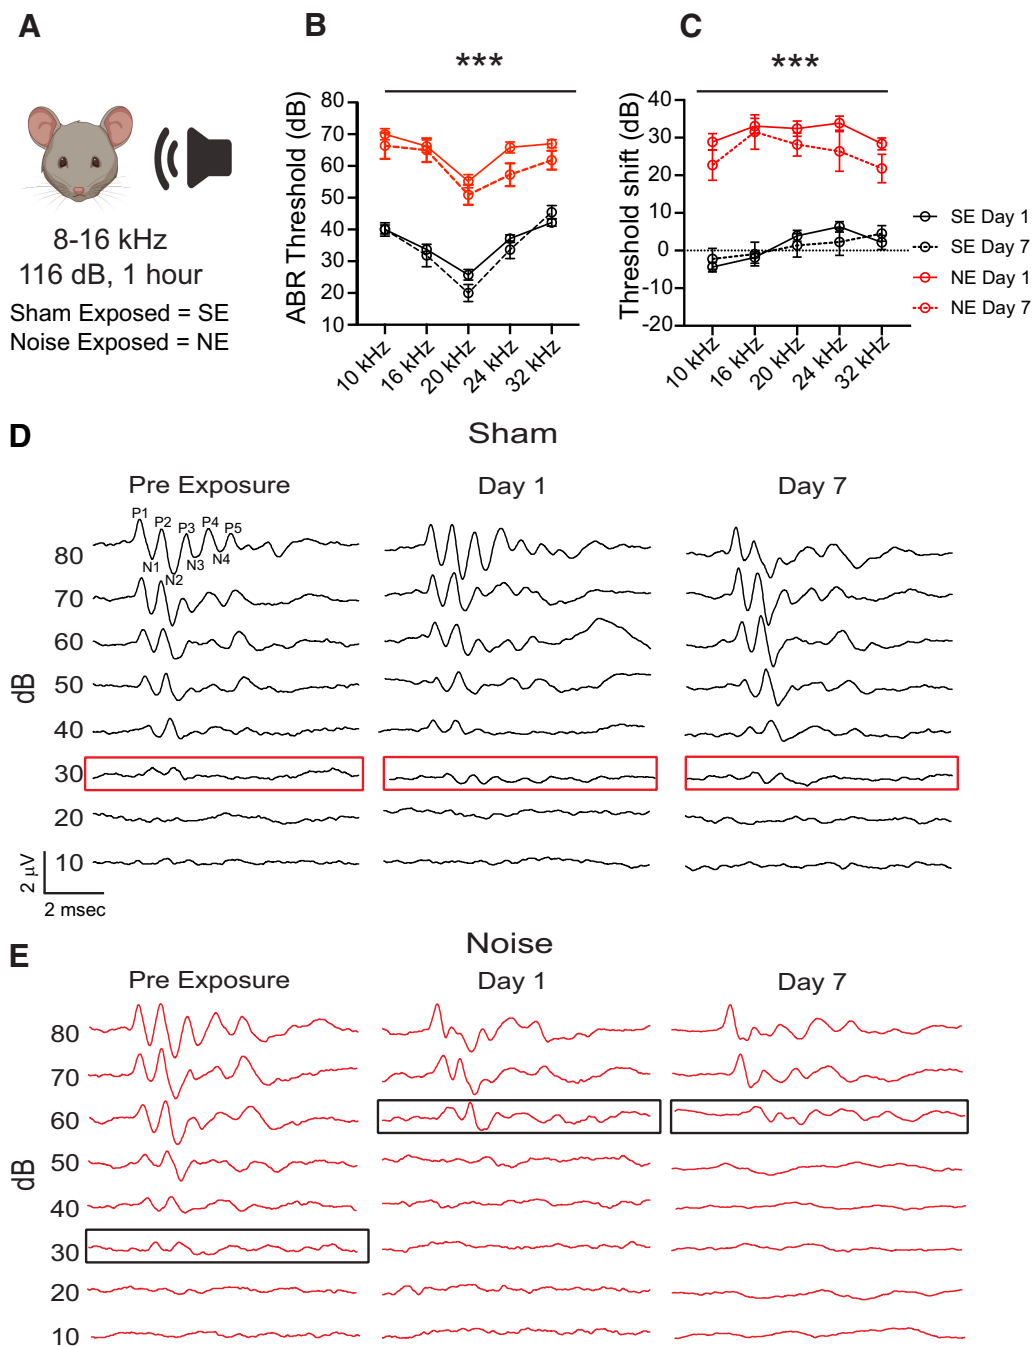 A
8-16 kHz
116 dB, 1 hour
Sham Exposed = SE
Noise Exposed = NE
B
***
ABR Threshold (dB)
80
70
60
50
40
30
20
10
10 kHz
16 kHz
20 kHz
24 kHz
32 kHz
C
***
Threshold shift (dB)
40
30
20
10
0
-10
-20
10 kHz
16 kHz
20 kHz
24 kHz
32 kHz
SE Day 1
SE Day 7
NE Day 1
NE Day 7
D
Sham
Pre Exposure
Day 1
Day 7
P1
P2
P3
P4
P5
N1
N2
N3
N4
dB
80
70
60
50
40
30
20
10
2 μV
2 msec
E
Noise
Pre Exposure
Day 1
Day 7
dB
80
70
60
50
40
30
20
10